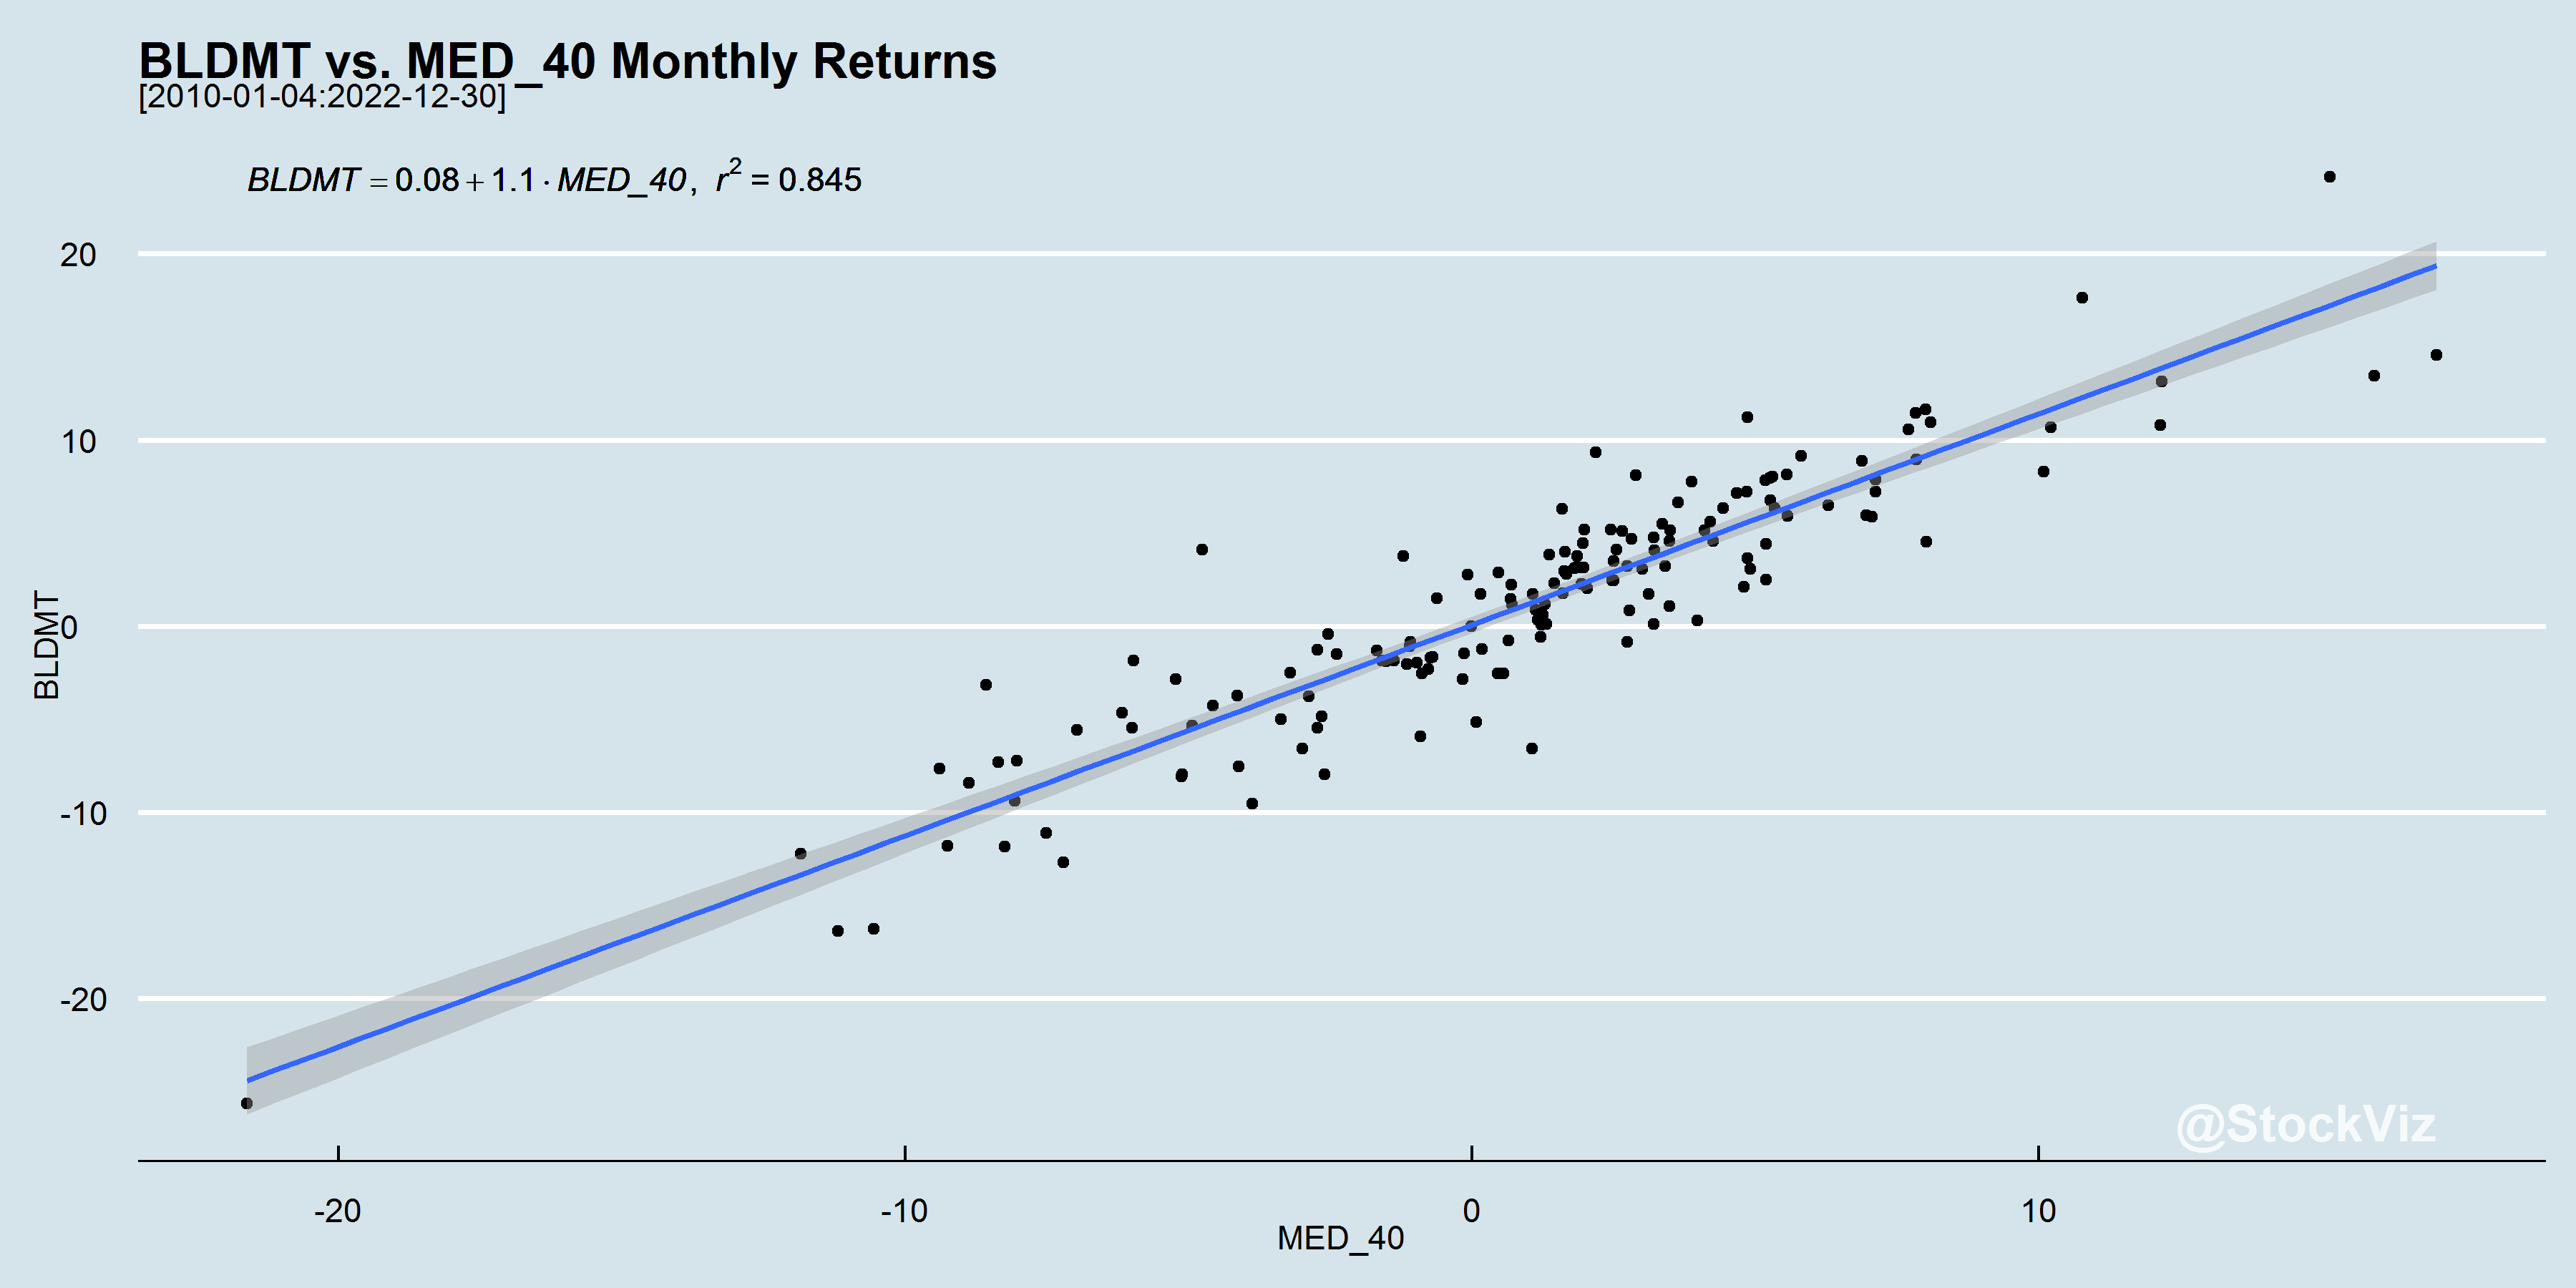 BLDMT vs. MED_40 Monthly Returns
[2010-01-04:2022-12-30]
BLDMT = 0.08 + 1.1 · MED_40, r² = 0.845
20
10
0
-10
-20
BLDMT
-20 -10 0 10
MED_40
@StockViz